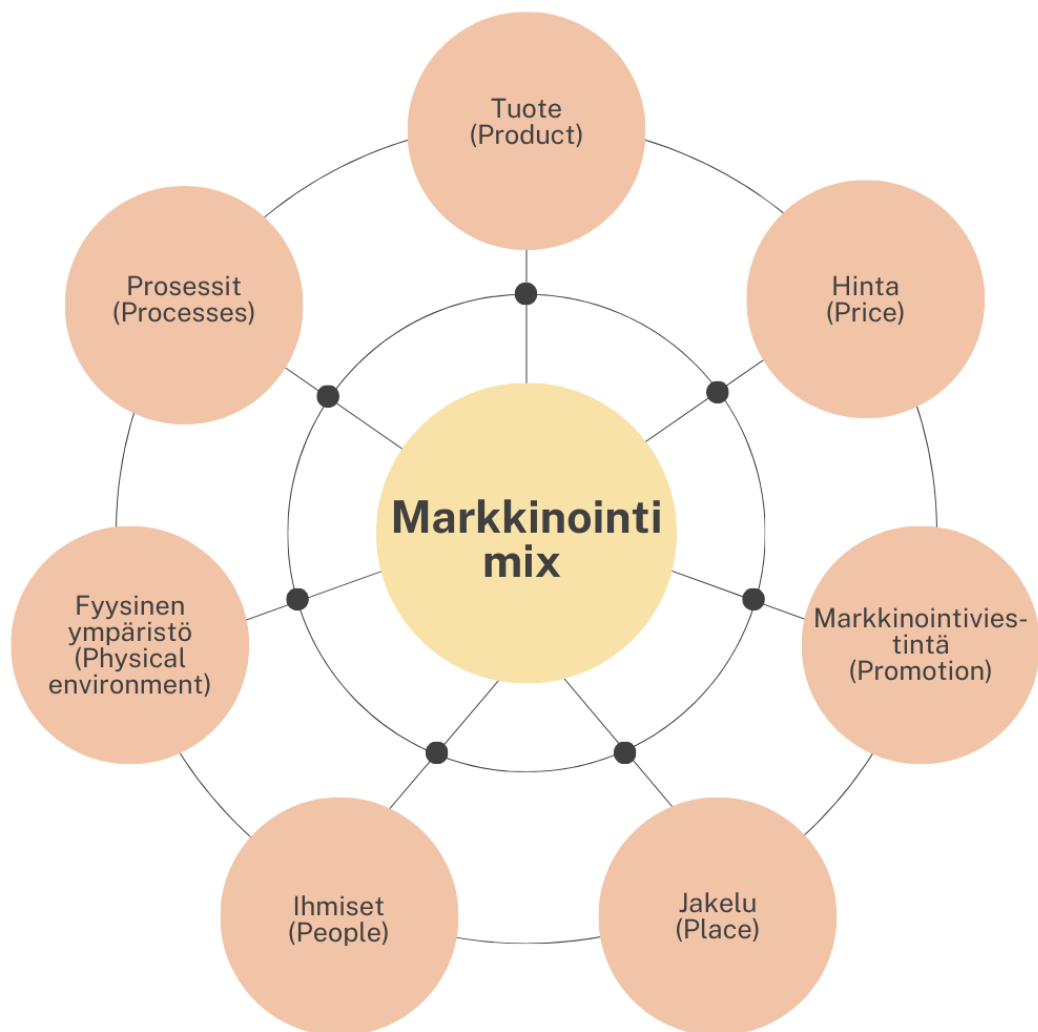 Tuote
(Product)
Hinta
(Price)
Markkinointivies-
tintä
(Promotion)
Jakelu
(Place)
Ihmiset
(People)
Fyysinen
ympäristö
(Physical
environment)
Prosessit
(Processes)
Markkinointi
mix